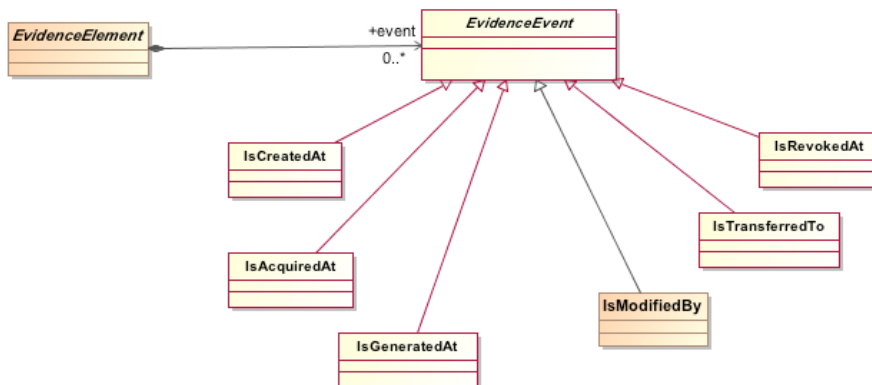 EvidenceElement
+event
0..*
EvidenceEvent
IsCreatedAt
IsRevokedAt
IsTransferredTo
IsAcquiredAt
IsModifiedBy
IsGeneratedAt